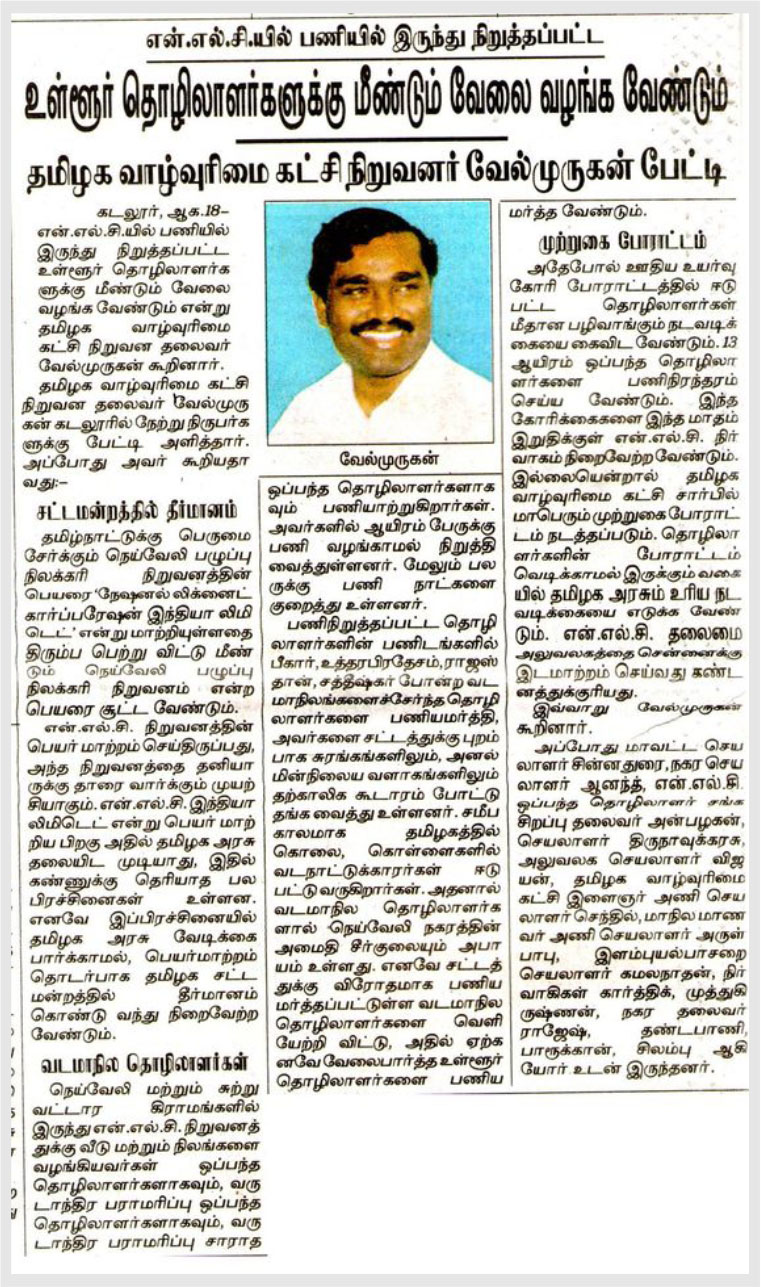 என்.எல்.சி.யில் பணியில் இருந்து நிறுத்தப்பட்ட
உள்ளூர் தொழிலாளர்களுக்கு மீண்டும் வேலை வழங்க வேண்டும்
தமிழக வாழ்வுரிமை கட்சி நிறுவனர் வேல்முருகன் பேட்டி
கடலூர், ஆக.18–
என்.எல்.சி.யில் பணியில்
இருந்து நிறுத்தப்பட்ட
உள்ளூர் தொழிலாளர்க
ளுக்கு மீண்டும் வேலை
வழங்க வேண்டும் என்று
தமிழக வாழ்வுரிமை
கட்சி நிறுவன தலைவர்
வேல்முருகன் கூறினார்.
தமிழக வாழ்வுரிமை கட்சி
நிறுவன தலைவர் வேல்முரு
கன் கடலூரில் நேற்று நிருபர்க
ளுக்கு பேட்டி அளித்தார்.
அப்போது அவர் கூறியதா
வது:–
சட்டமன்றத்தில் தீர்மானம்
தமிழ்நாட்டுக்கு பெருமை
சேர்க்கும் நெய்வேலி பழுப்பு
நிலக்கரி நிறுவனத்தின்
பெயரை 'நேஷனல் லிக்னைட்
கார்ப்பரேஷன் இந்தியா லிமி
டெட்' என்று மாற்றியுள்ளதை
திரும்ப பெற்று விட்டு மீண்
டும் நெய்வேலி பழுப்பு
நிலக்கரி நிறுவனம் என்ற
பெயரை சூட்ட வேண்டும்.
என்.எல்.சி. நிறுவனத்தின்
பெயர் மாற்றம் செய்திருப்பது,
அந்த நிறுவனத்தை தனியா
ருக்கு தாரை வார்க்கும் முயற்
சியாகும். என்.எல்.சி. இந்தியா
லிமிடெட் என்று பெயர் மாற்
றிய பிறகு அதில் தமிழக அரசு
தலையிட முடியாது, இதில்
கண்ணுக்கு தெரியாத பல
பிரச்சினைகள் உள்ளன.
எனவே இப்பிரச்சினையில்
தமிழக அரசு வேடிக்கை
பார்க்காமல், பெயர்மாற்றம்
தொடர்பாக தமிழக சட்ட
மன்றத்தில் தீர்மானம்
கொண்டு வந்து நிறைவேற்ற
வேண்டும்.
வடமாநில தொழிலாளர்கள்
நெய்வேலி மற்றும் சுற்று
வட்டார கிராமங்களில்
இருந்து என்.எல்.சி. நிறுவனத்
துக்கு வீடு மற்றும் நிலங்களை
வழங்கியவர்கள் ஒப்பந்த
தொழிலாளர்களாகவும், வரு
டாந்திர பராமரிப்பு ஒப்பந்த
தொழிலாளர்களாகவும், வரு
டாந்திர பராமரிப்பு சாராத
வேல்முருகன்
ஒப்பந்த தொழிலாளர்களாக
வும் பணியாற்றுகிறார்கள்.
அவர்களில் ஆயிரம் பேருக்கு
பணி வழங்காமல் நிறுத்தி
வைத்துள்ளனர். மேலும் பல
ருக்கு பணி நாட்களை
குறைத்து உள்ளனர்.
பணிநிறுத்தப்பட்ட தொழி
லாளர்களின் பணியிடங்களில்
பீகார், உத்தரபிரதேசம், ராஜஸ்
தான், சத்தீஷ்கர் போன்ற வட
மாநிலங்களைச்சேர்ந்த தொழி
லாளர்களை பணியமர்த்தி,
அவர்களை சட்டத்துக்கு புறம்
பாக சுரங்கங்களிலும், அனல்
மின்நிலைய வளாகங்களிலும்
தற்காலிக கூடாரம் போட்டு
தங்க வைத்து உள்ளனர். சமீப
காலமாக தமிழகத்தில்
கொலை, கொள்ளைகளில்
வடநாட்டுக்காரர்கள் ஈடு
பட்டு வருகிறார்கள். அதனால்
வடமாநில தொழிலாளர்க
ளால் நெய்வேலி நகரத்தின்
அமைதி சீர்குலையும் அபா
யம் உள்ளது. எனவே சட்டத்
துக்கு விரோதமாக பணிய
மர்த்தப்பட்டுள்ள வடமாநில
தொழிலாளர்களை வெளி
யேற்றி விட்டு, அதில் ஏற்க
னவே வேலைபார்த்த உள்ளூர்
தொழிலாளர்களை பணிய
மர்த்த வேண்டும்.
முற்றுகை போராட்டம்
அதேபோல் ஊதிய உயர்வு
கோரி போராட்டத்தில் ஈடு
பட்ட தொழிலாளர்கள்
மீதான பழிவாங்கும் நடவடிக்
கையை கைவிட வேண்டும். 13
ஆயிரம் ஒப்பந்த தொழிலா
ளர்களை பணிநிரந்தரம்
செய்ய வேண்டும். இந்த
கோரிக்கைகளை இந்த மாதம்
இறுதிக்குள் என்.எல்.சி. நிர்
வாகம் நிறைவேற்ற வேண்டும்.
இல்லையென்றால் தமிழக
வாழ்வுரிமை கட்சி சார்பில்
மாபெரும் முற்றுகை போராட்
டம் நடத்தப்படும். தொழிலா
ளர்களின் போராட்டம்
வெடிக்காமல் இருக்கும் வகை
யில் தமிழக அரசும் உரிய நட
வடிக்கையை எடுக்க வேண்
டும். என்.எல்.சி. தலைமை
அலுவலகத்தை சென்னைக்கு
இடமாற்றம் செய்வது கண்ட
னத்துக்குரியது.
இவ்வாறு வேல்முருகன்
கூறினார்.
அப்போது மாவட்ட செய
லாளர் சின்னதுரை, நகர செய
லாளர் ஆனந்த், என்.எல்.சி.
ஒப்பந்த தொழிலாளர் சங்க
சிறப்பு தலைவர் அன்பழகன்,
செயலாளர் திருநாவுக்கரசு,
அலுவலக செயலாளர் விஜ
யன், தமிழக வாழ்வுரிமை
கட்சி இளைஞர் அணி செய
லாளர் செந்தில், மாநில மாண
வர் அணி செயலாளர் அருள்
பாபு, இளம்புயல்பாசறை
செயலாளர் கமலநாதன், நிர்
வாகிகள் கார்த்திக், முத்துகி
ருஷ்ணன், நகர தலைவர்
ராஜேஷ், தண்டபாணி,
பாரூக்கான், சிலம்பு ஆகி
யோர் உடன் இருந்தனர்.